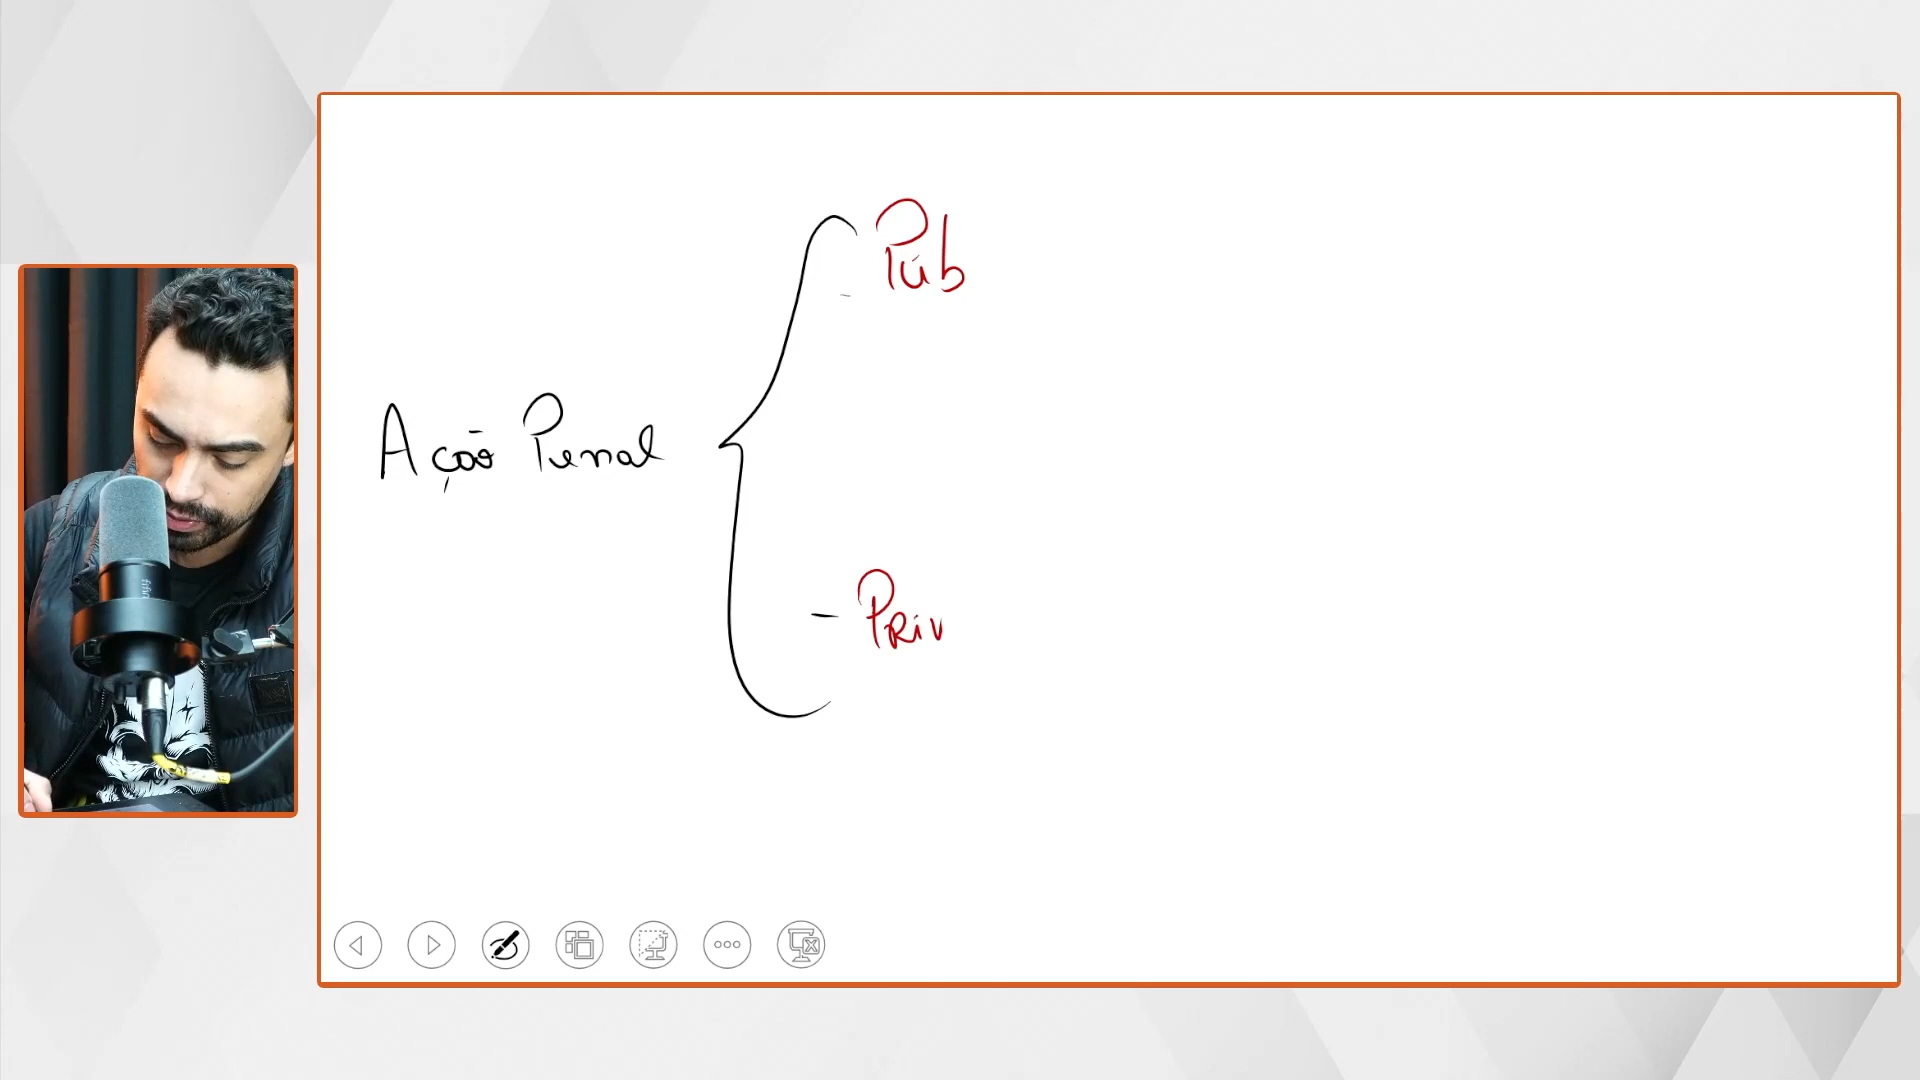 Púb
Ação Penal
- Priv